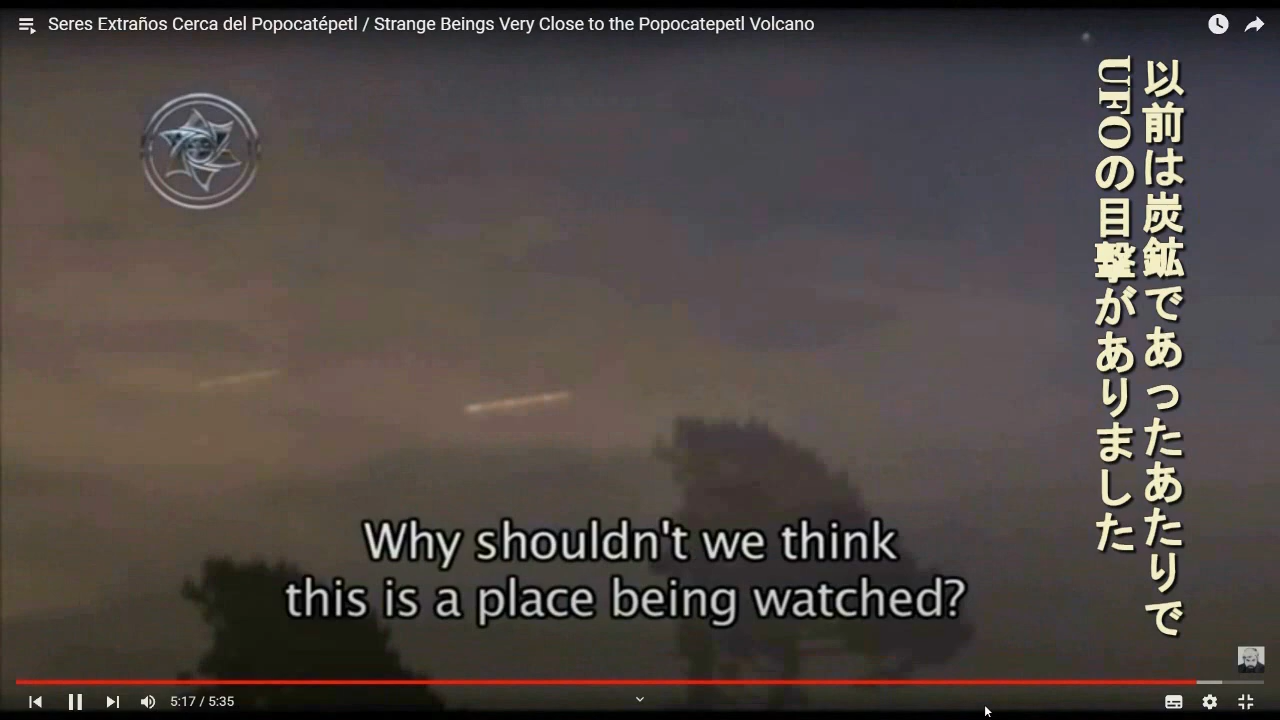 Seres Extraños Cerca del Popocatépetl / Strange Beings Very Close to the Popocatepetl Volcano
以前は炭鉱であったあたりで
UFOの目撃がありました
Why shouldn't we think
this is a place being watched?
5:17 / 5:35